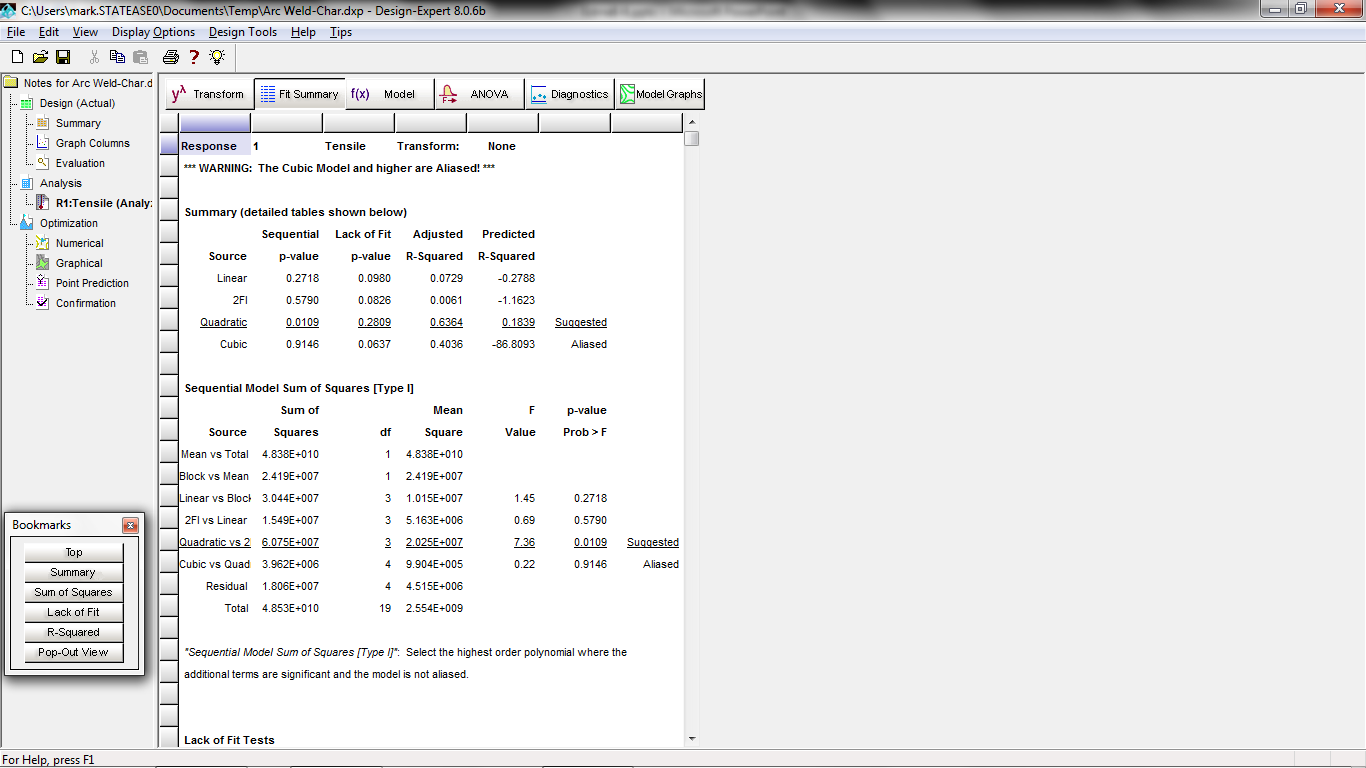 C:\Users\mark.STATEASE0\Documents\Temp\Arc Weld-Char.dxp - Design-Expert 8.0.6b
File Edit View Display Options Design Tools Help Tips
Notes for Arc Weld-Char.d
Design (Actual)
Summary
Graph Columns
Evaluation
Analysis
R1:Tensile (Analy:
Optimization
Numerical
Graphical
Point Prediction
Confirmation
Bookmarks
Top
Summary
Sum of Squares
Lack of Fit
R-Squared
Pop-Out View
yλ Transform Fit Summary f(x) Model ANOVA Diagnostics Model Graphs
Response 1 Tensile Transform: None
*** WARNING: The Cubic Model and higher are Aliased! ***
Summary (detailed tables shown below)
Sequential Lack of Fit Adjusted Predicted
Source p-value p-value R-Squared R-Squared
Linear 0.2718 0.0980 0.0729 -0.2788
2FI 0.5790 0.0826 0.0061 -1.1623
Quadratic 0.0109 0.2809 0.6364 0.1839 Suggested
Cubic 0.9146 0.0637 0.4036 -86.8093 Aliased
Sequential Model Sum of Squares [Type I]
Sum of Mean F p-value
Source Squares df Square Value Prob > F
Mean vs Total 4.838E+010 1 4.838E+010
Block vs Mean 2.419E+007 1 2.419E+007
Linear vs Block 3.044E+007 3 1.015E+007 1.45 0.2718
2FI vs Linear 1.549E+007 3 5.163E+006 0.69 0.5790
Quadratic vs 2 6.075E+007 3 2.025E+007 7.36 0.0109 Suggested
Cubic vs Quad 3.962E+006 4 9.904E+005 0.22 0.9146 Aliased
Residual 1.806E+007 4 4.515E+006
Total 4.853E+010 19 2.554E+009
"Sequential Model Sum of Squares [Type I]": Select the highest order polynomial where the
additional terms are significant and the model is not aliased.
Lack of Fit Tests
For Help, press F1